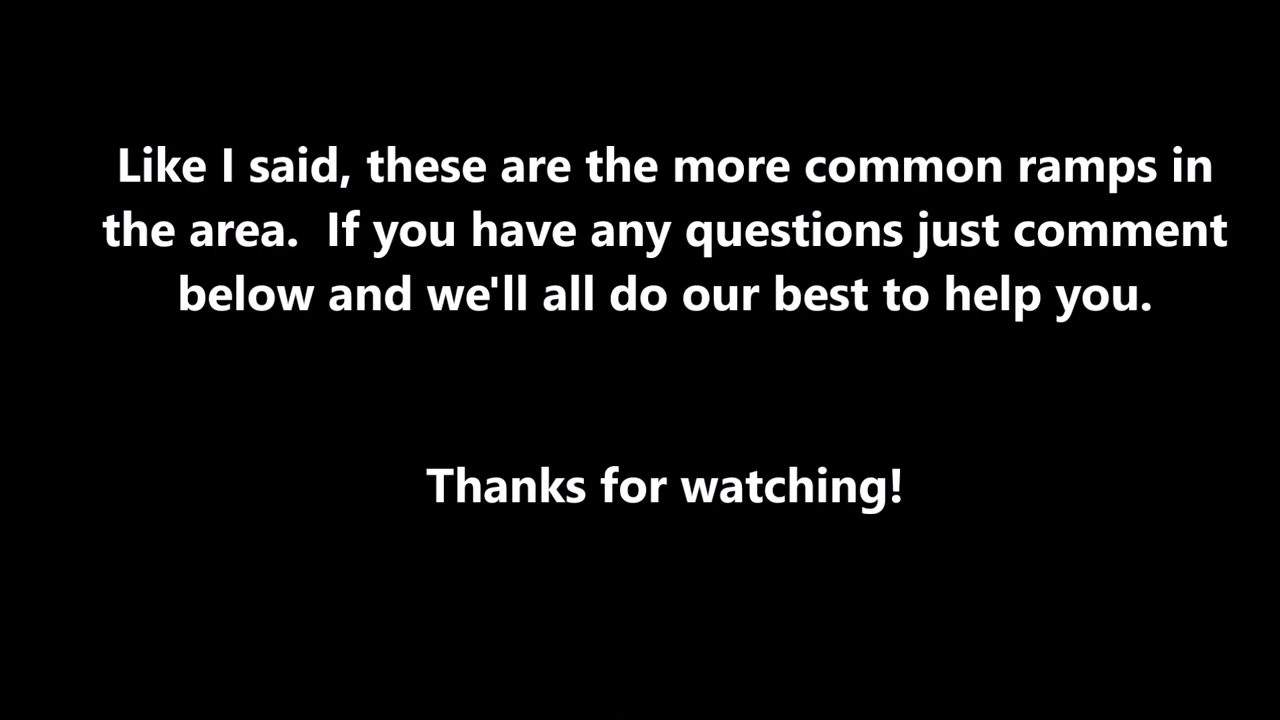 Like I said, these are the more common ramps in
the area.  If you have any questions just comment
below and we'll all do our best to help you.
Thanks for watching!